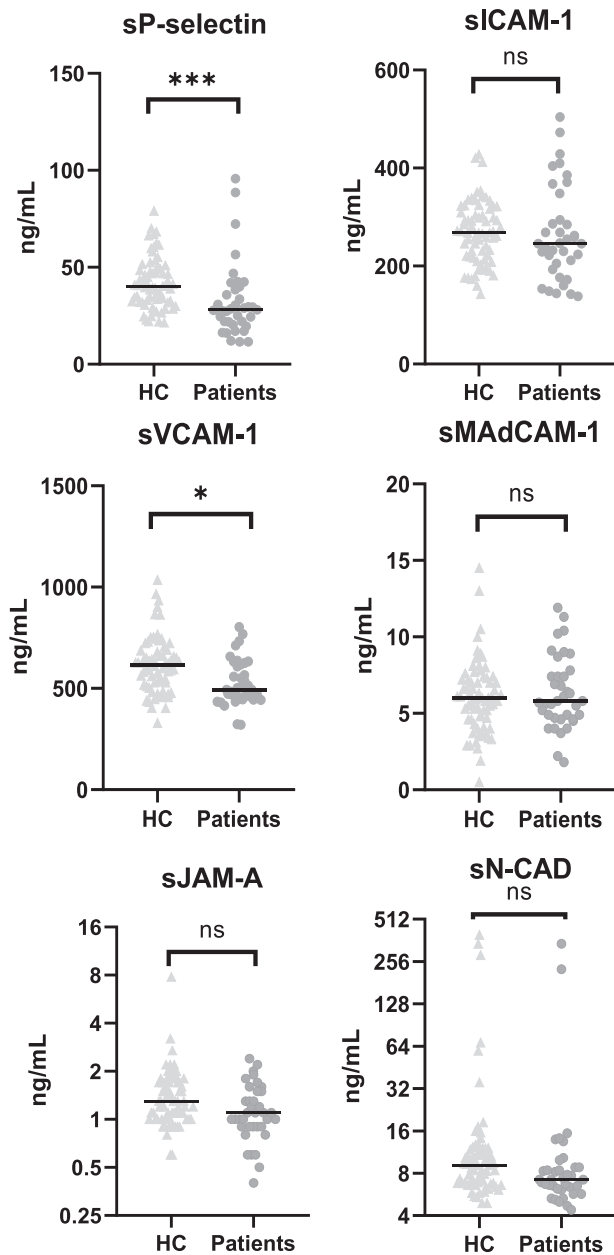 sP-selectin
150
100
50
0
ng/mL
***
HC Patients
sICAM-1
600
400
200
0
ng/mL
ns
HC Patients
sVCAM-1
1500
1000
500
0
ng/mL
*
HC Patients
sMAdCAM-1
20
15
10
5
0
ng/mL
ns
HC Patients
sJAM-A
16
8
4
2
1
0.5
0.25
ng/mL
ns
HC Patients
sN-CAD
512
256
128
64
32
16
8
4
ng/mL
ns
HC Patients